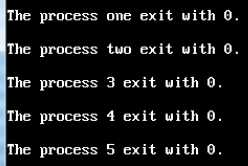 The process one exit with 0.
The process two exit with 0.
The process 3 exit with 0.
The process 4 exit with 0.
The process 5 exit with 0.